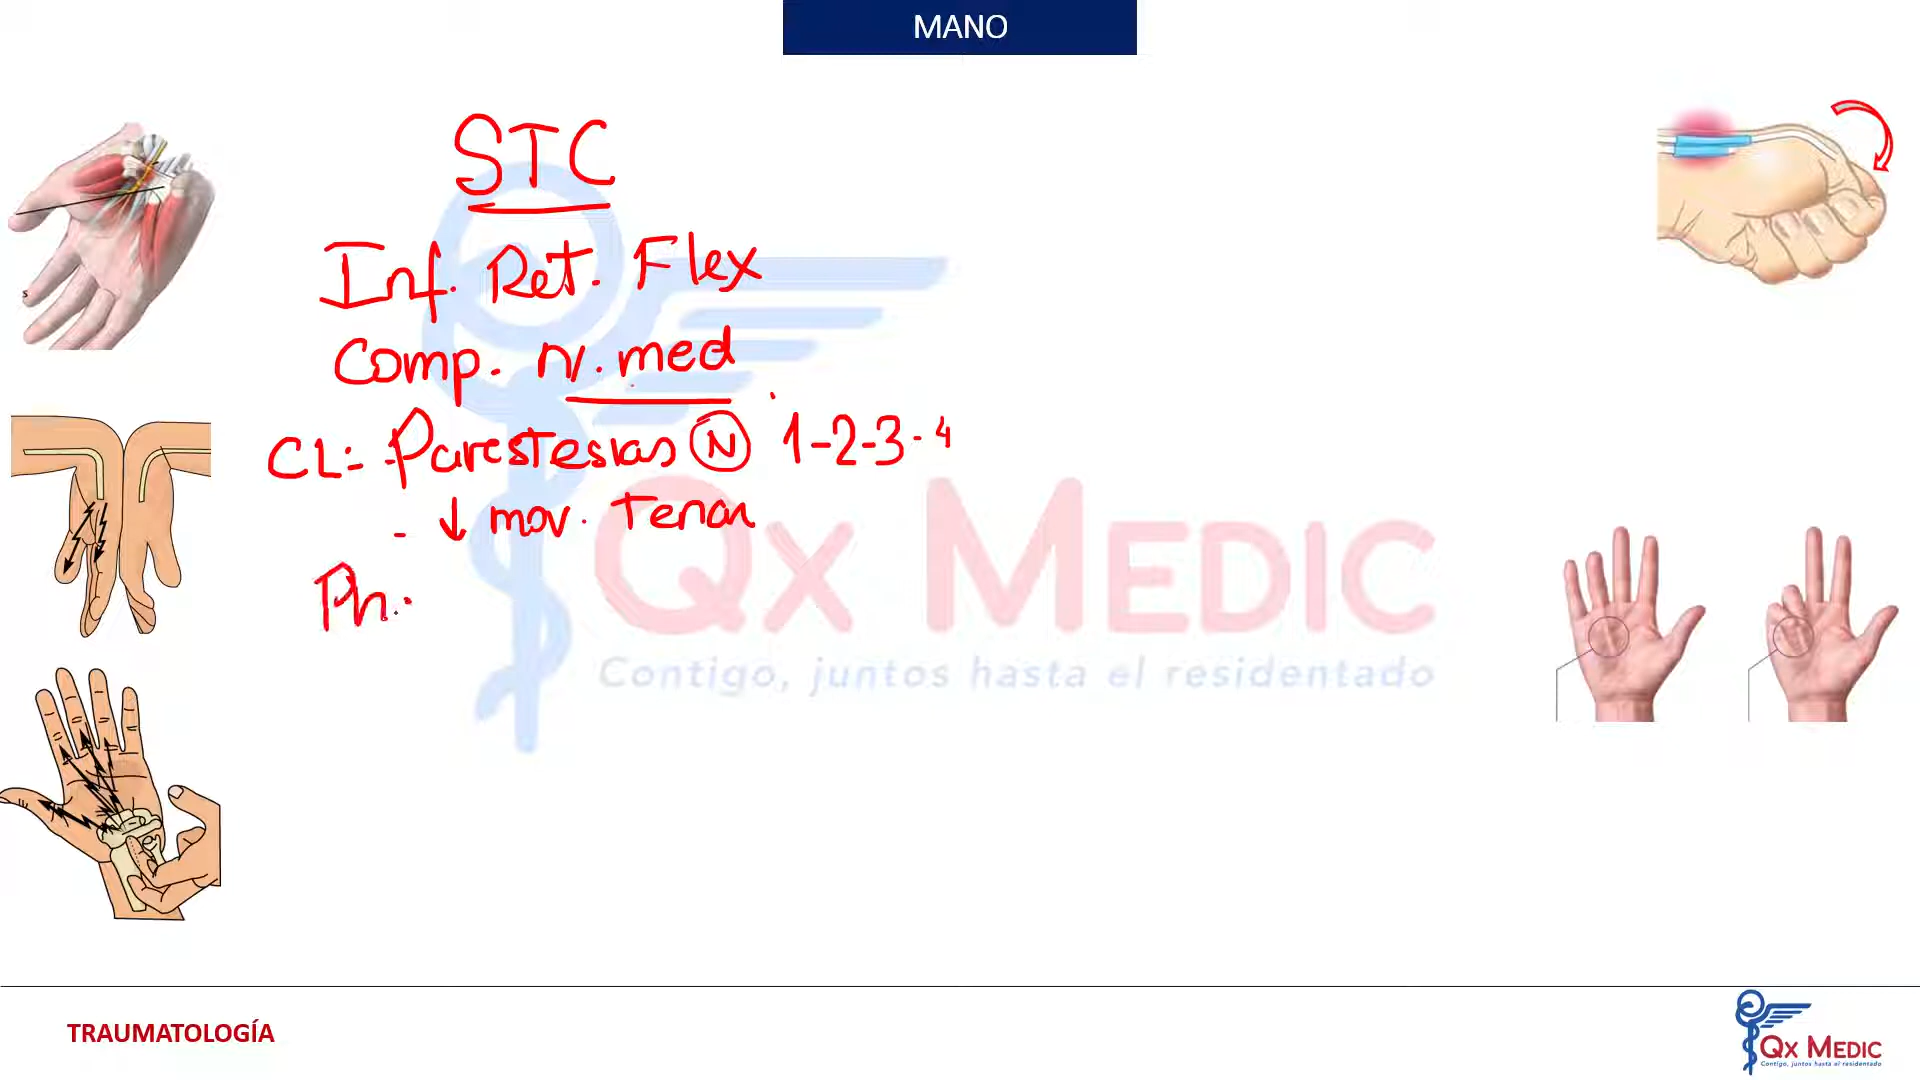 MANO
STC
Inf. Ret. Flex
Comp. N. med
CL: - Parestesias N 1-2-3-4
- ↓ mov. Tenar
Ph:
s
QX MEDIC
Contigo, juntos hasta el residentado
TRAUMATOLOGÍA
QX MEDIC
Contigo, juntos hasta el residentado